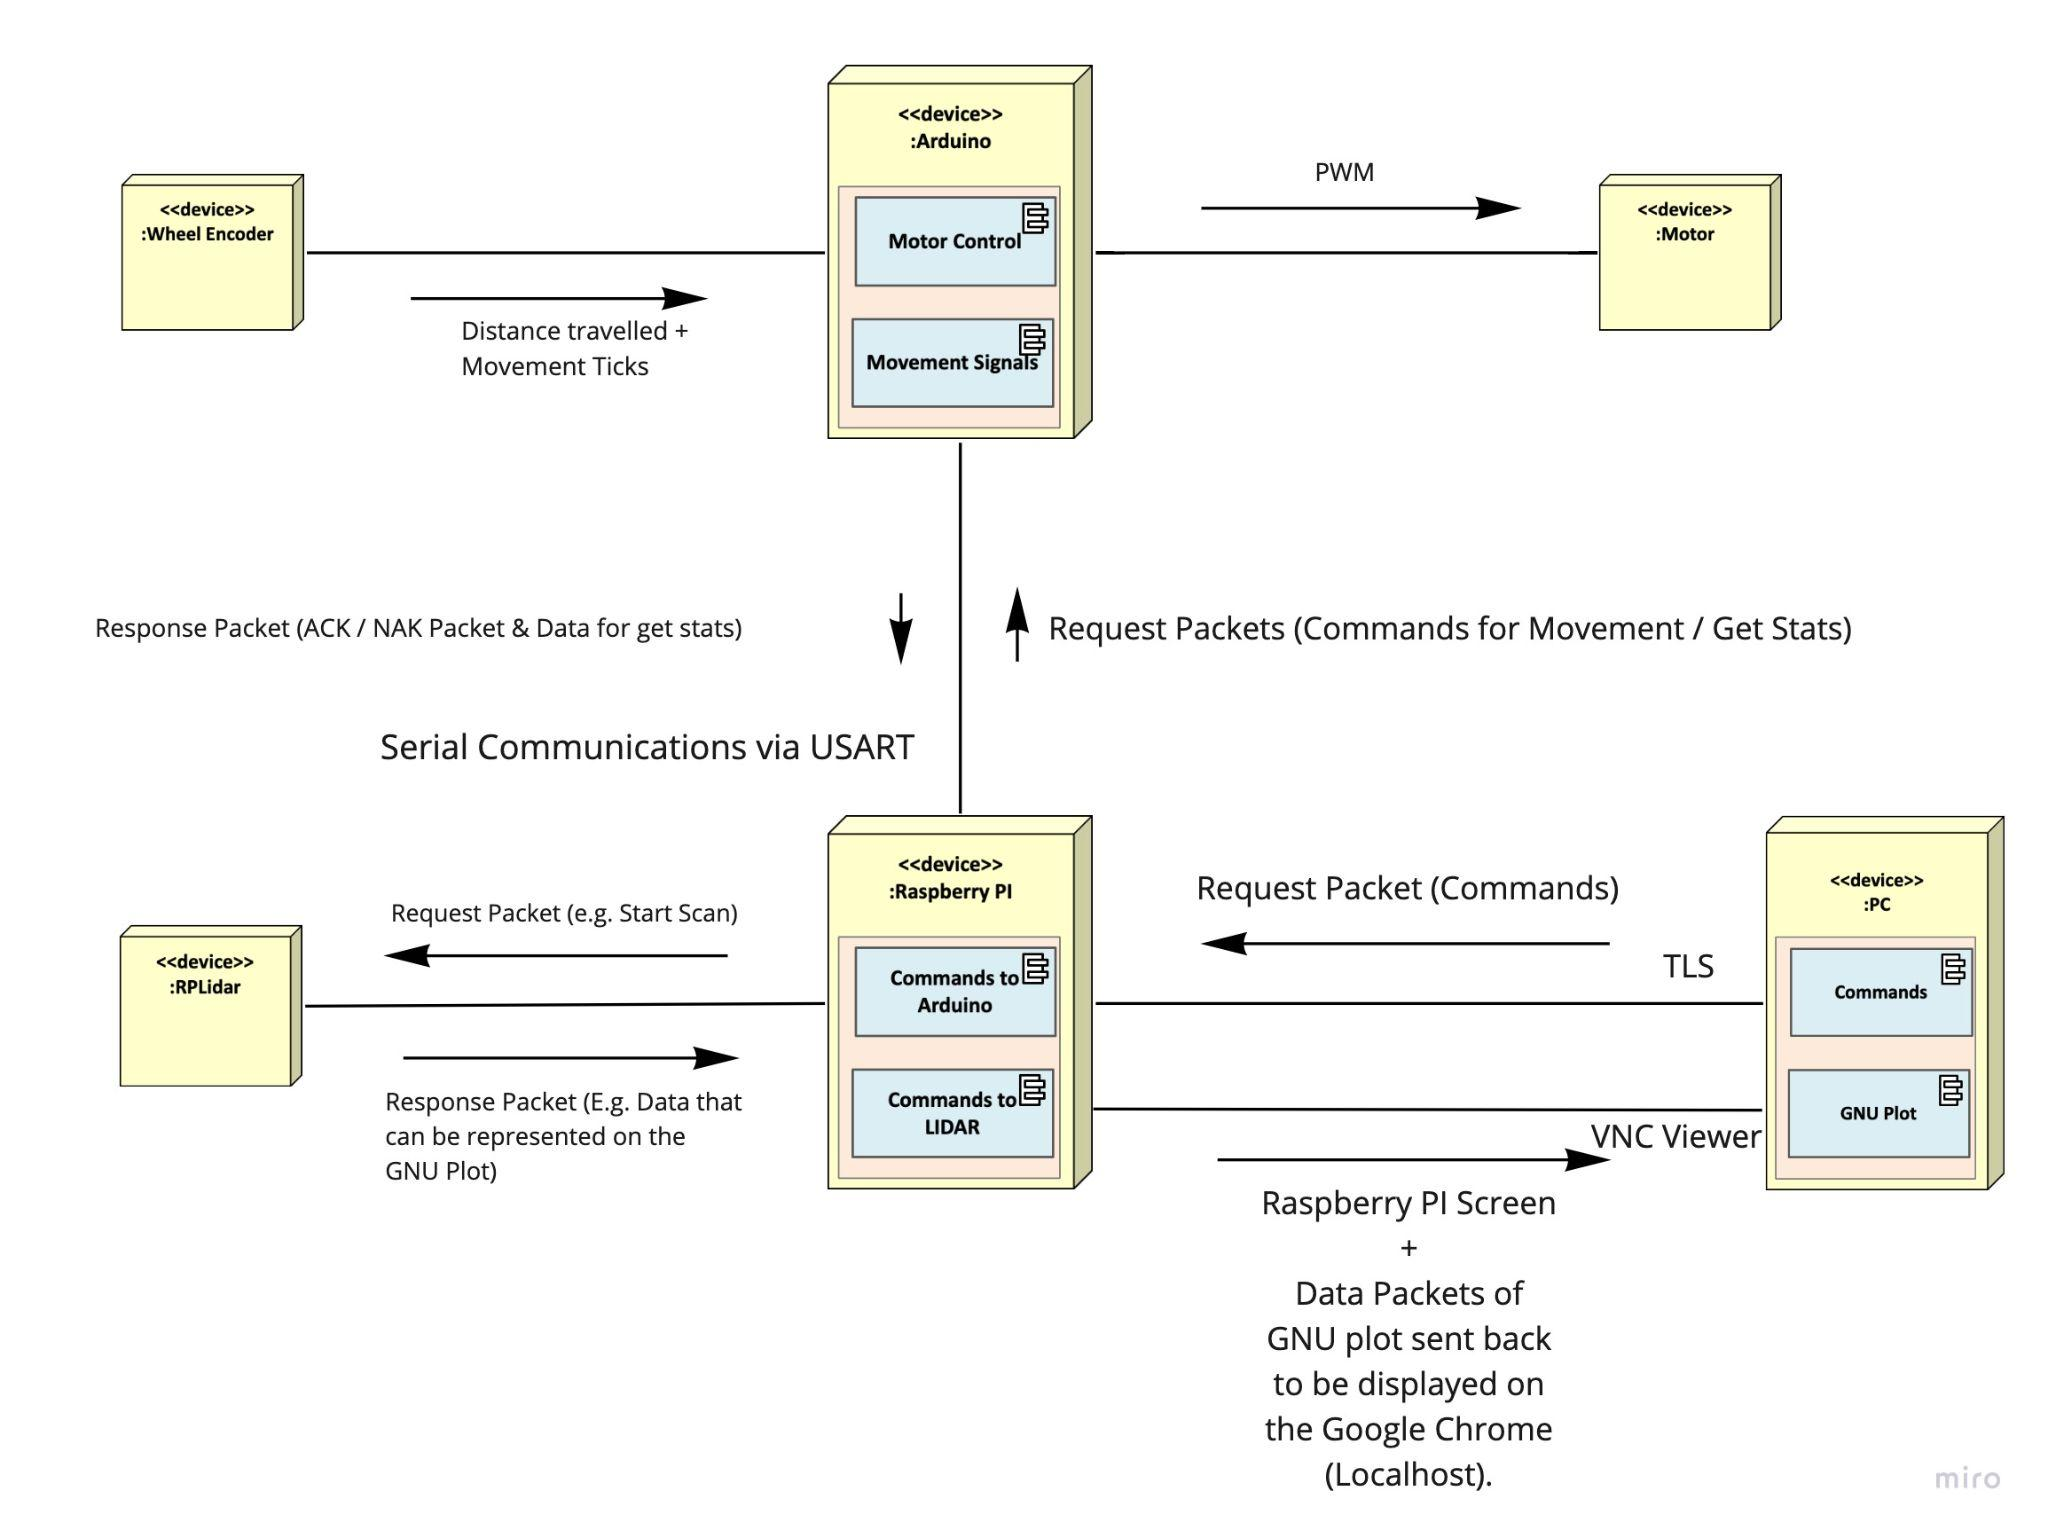 <<device>>
:Arduino
Motor Control
Movement Signals
PWM
<<device>>
:Wheel Encoder
<<device>>
:Motor
Distance travelled +
Movement Ticks
Response Packet (ACK / NAK Packet & Data for get stats)
Request Packets (Commands for Movement / Get Stats)
Serial Communications via USART
<<device>>
:Raspberry PI
Commands to
Arduino
Commands to
LIDAR
Request Packet (e.g. Start Scan)
<<device>>
:RPLidar
Response Packet (E.g. Data that
can be represented on the
GNU Plot)
Request Packet (Commands)
TLS
<<device>>
:PC
Commands
GNU Plot
VNC Viewer
Raspberry PI Screen
+
Data Packets of
GNU plot sent back
to be displayed on
the Google Chrome
(Localhost).
miro